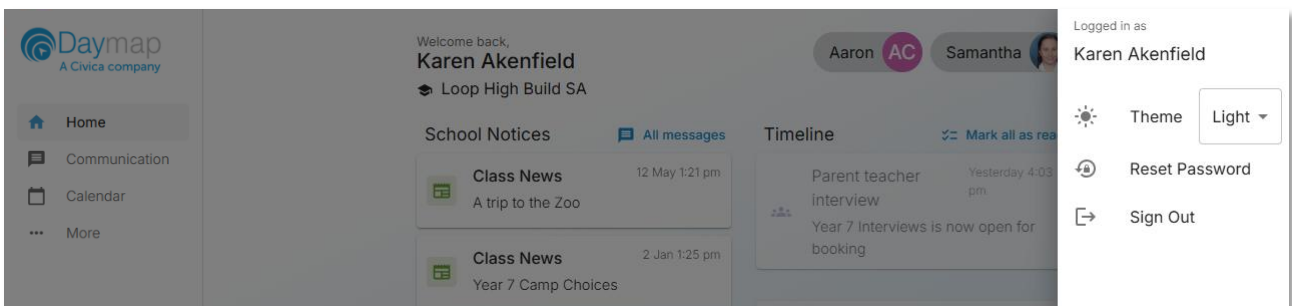 Daymap
A Civica company
Home
Communication
Calendar
More
Welcome back,
Karen Akenfield
Loop High Build SA
Aaron AC
Samantha
School Notices
All messages
Class News 12 May 1:21 pm
A trip to the Zoo
Class News 2 Jan 1:25 pm
Year 7 Camp Choices
Timeline
Mark all as rea
Parent teacher Yesterday 4:03
interview pm
Year 7 Interviews is now open for
booking
Logged in as
Karen Akenfield
Theme Light
Reset Password
Sign Out